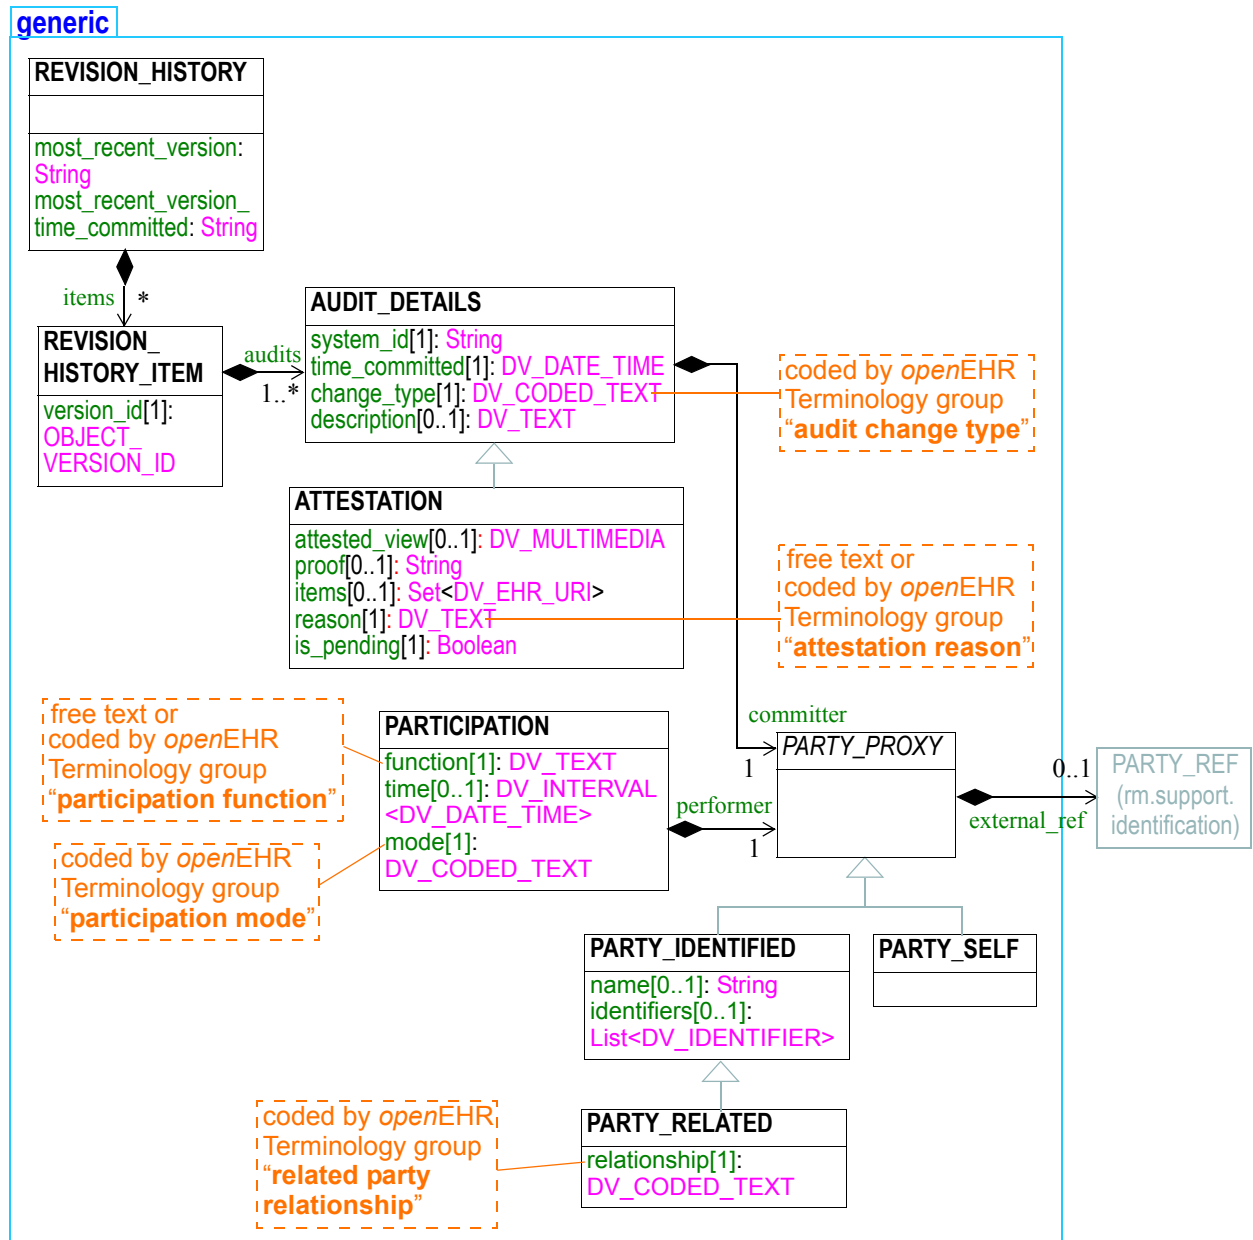 generic
REVISION_HISTORY
most_recent_version:
String
most_recent_version_
time_committed: String
items
*
REVISION_
HISTORY_ITEM
version_id[1]:
OBJECT_
VERSION_ID
audits
1..*
AUDIT_DETAILS
system_id[1]: String
time_committed[1]: DV_DATE_TIME
change_type[1]: DV_CODED_TEXT
description[0..1]: DV_TEXT
coded by openEHR
Terminology group
“audit change type”
ATTESTATION
attested_view[0..1]: DV_MULTIMEDIA
proof[0..1]: String
items[0..1]: Set<DV_EHR_URI>
reason[1]: DV_TEXT
is_pending[1]: Boolean
free text or
coded by openEHR
Terminology group
“attestation reason”
free text or
coded by openEHR
Terminology group
“participation function”
coded by openEHR
Terminology group
“participation mode”
PARTICIPATION
function[1]: DV_TEXT
time[0..1]: DV_INTERVAL
<DV_DATE_TIME>
mode[1]:
DV_CODED_TEXT
performer
1
committer
1
PARTY_PROXY
0..1
external_ref
PARTY_REF
(rm.support.
identification)
PARTY_IDENTIFIED
name[0..1]: String
identifiers[0..1]:
List<DV_IDENTIFIER>
PARTY_SELF
coded by openEHR
Terminology group
“related party
relationship”
PARTY_RELATED
relationship[1]:
DV_CODED_TEXT